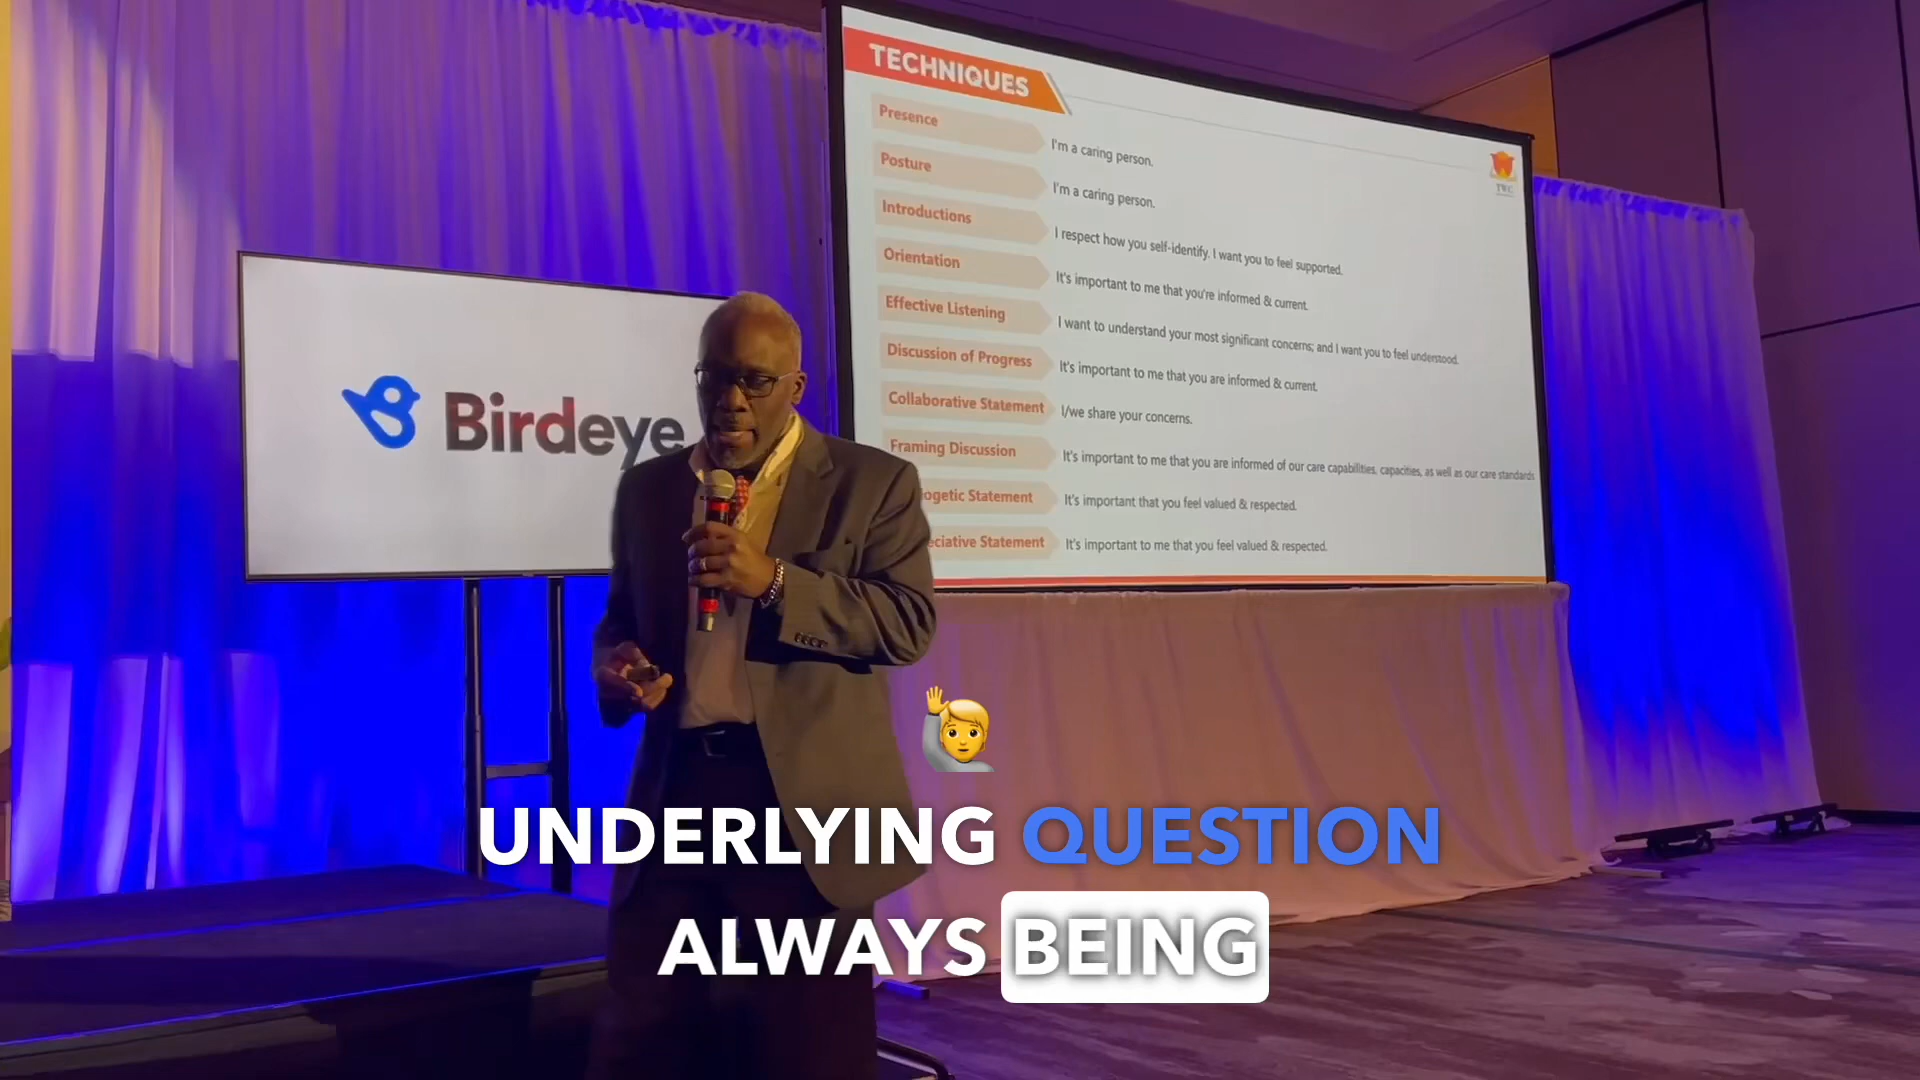 TECHNIQUES
Presence
I'm a caring person.
Posture
I'm a caring person.
Introductions
I respect how you self-identify. I want you to feel supported.
Orientation
It's important to me that you're informed & current.
Effective Listening
I want to understand your most significant concerns; and I want you to feel understood.
Discussion of Progress
It's important to me that you are informed & current.
Collaborative Statement
I/we share your concerns.
Framing Discussion
It's important to me that you are informed of our care capabilities, capacities, as well as our care standards
ogetic Statement
It's important that you feel valued & respected.
eciative Statement
It's important to me that you feel valued & respected.
TWC
Birdeye
UNDERLYING QUESTION
ALWAYS BEING